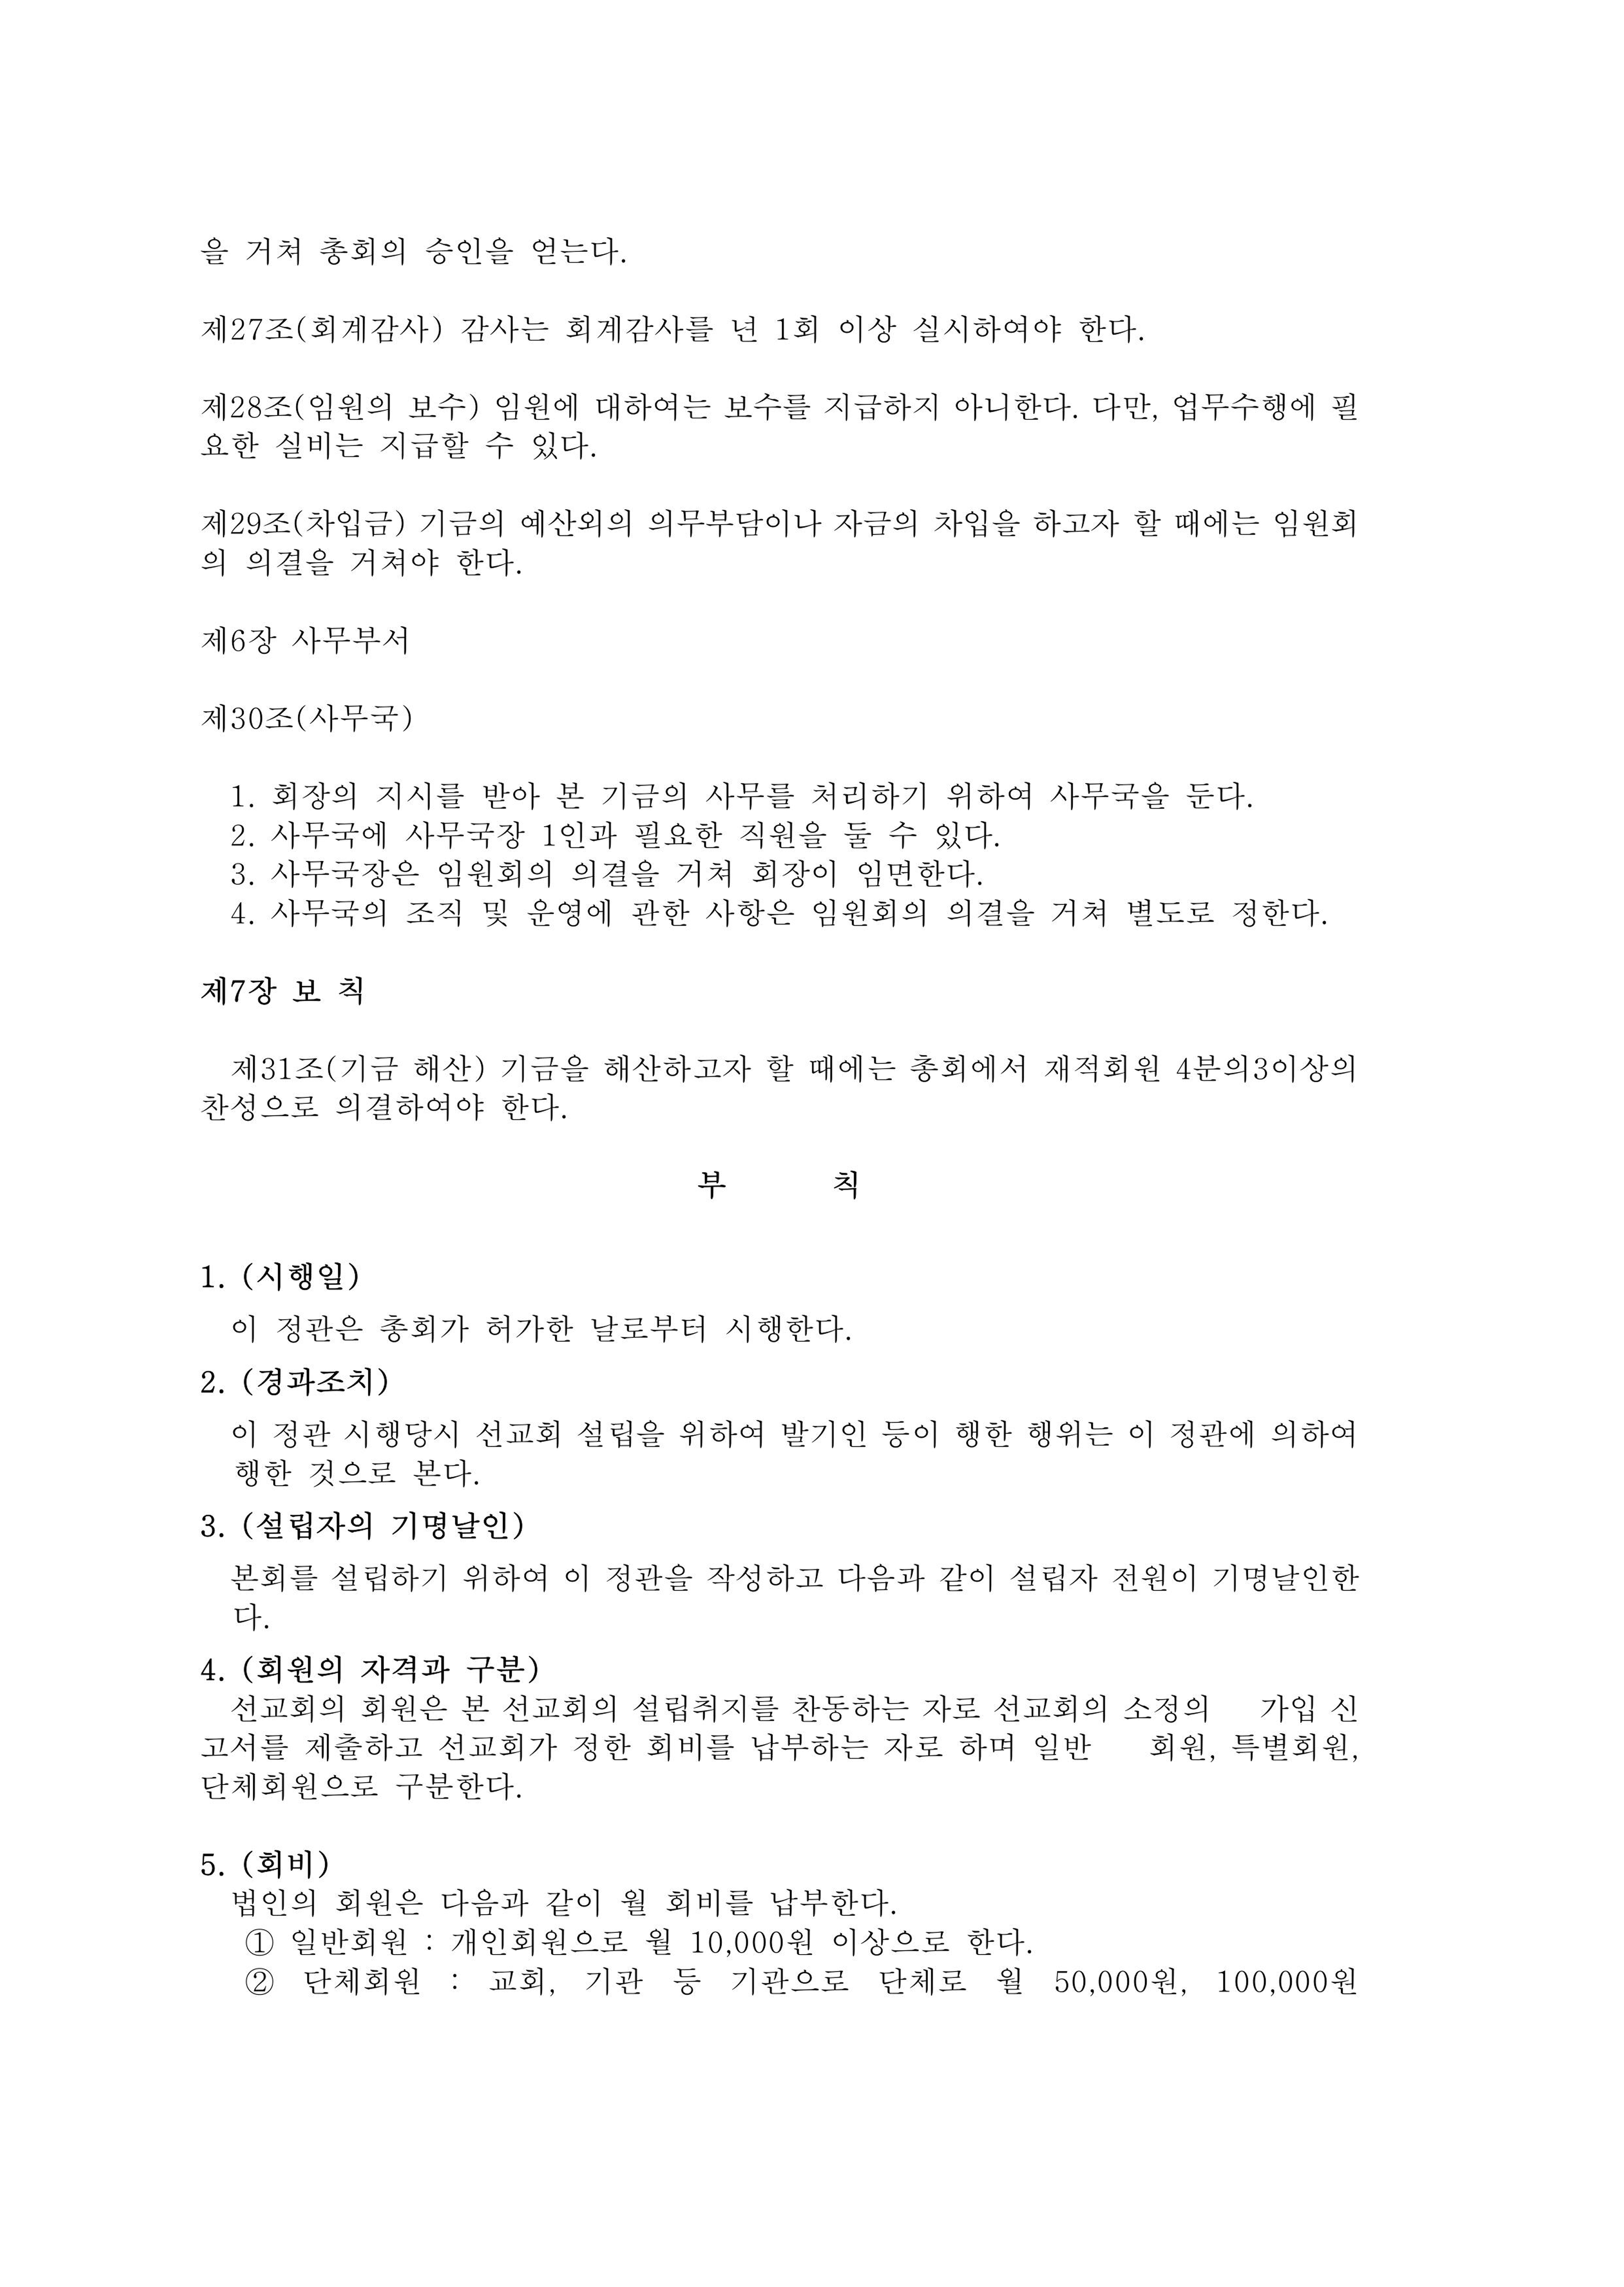 을 거쳐 총회의 승인을 얻는다.
제27조(회계감사) 감사는 회계감사를 년 1회 이상 실시하여야 한다.
제28조(임원의 보수) 임원에 대하여는 보수를 지급하지 아니한다. 다만, 업무수행에 필
요한 실비는 지급할 수 있다.
제29조(차입금) 기금의 예산외의 의무부담이나 자금의 차입을 하고자 할 때에는 임원회
의 의결을 거쳐야 한다.
제6장 사무부서
제30조(사무국)
1. 회장의 지시를 받아 본 기금의 사무를 처리하기 위하여 사무국을 둔다.
2. 사무국에 사무국장 1인과 필요한 직원을 둘 수 있다.
3. 사무국장은 임원회의 의결을 거쳐 회장이 임면한다.
4. 사무국의 조직 및 운영에 관한 사항은 임원회의 의결을 거쳐 별도로 정한다.
제7장 보 칙
제31조(기금 해산) 기금을 해산하고자 할 때에는 총회에서 재적회원 4분의3이상의
찬성으로 의결하여야 한다.
부 칙
1. (시행일)
이 정관은 총회가 허가한 날로부터 시행한다.
2. (경과조치)
이 정관 시행당시 선교회 설립을 위하여 발기인 등이 행한 행위는 이 정관에 의하여
행한 것으로 본다.
3. (설립자의 기명날인)
본회를 설립하기 위하여 이 정관을 작성하고 다음과 같이 설립자 전원이 기명날인한
다.
4. (회원의 자격과 구분)
선교회의 회원은 본 선교회의 설립취지를 찬동하는 자로 선교회의 소정의 가입 신
고서를 제출하고 선교회가 정한 회비를 납부하는 자로 하며 일반 회원, 특별회원,
단체회원으로 구분한다.
5. (회비)
법인의 회원은 다음과 같이 월 회비를 납부한다.
① 일반회원 : 개인회원으로 월 10,000원 이상으로 한다.
② 단체회원 : 교회, 기관 등 기관으로 단체로 월 50,000원, 100,000원